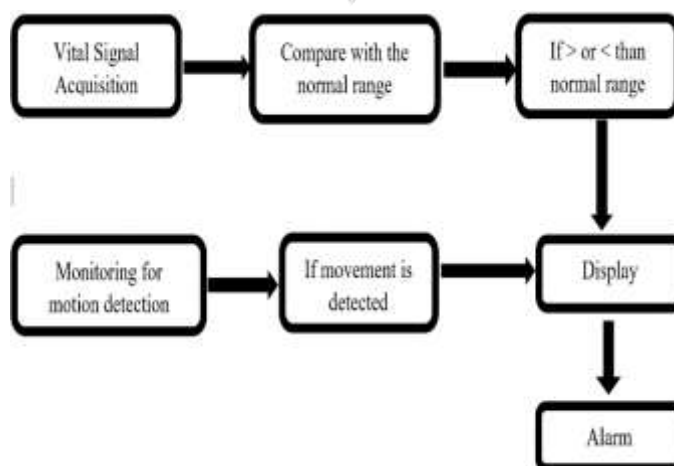 Vital Signal
Acquisition
Compare with the
normal range
If > or < than
normal range
Monitoring for
motion detection
If movement is
detected
Display
Alarm